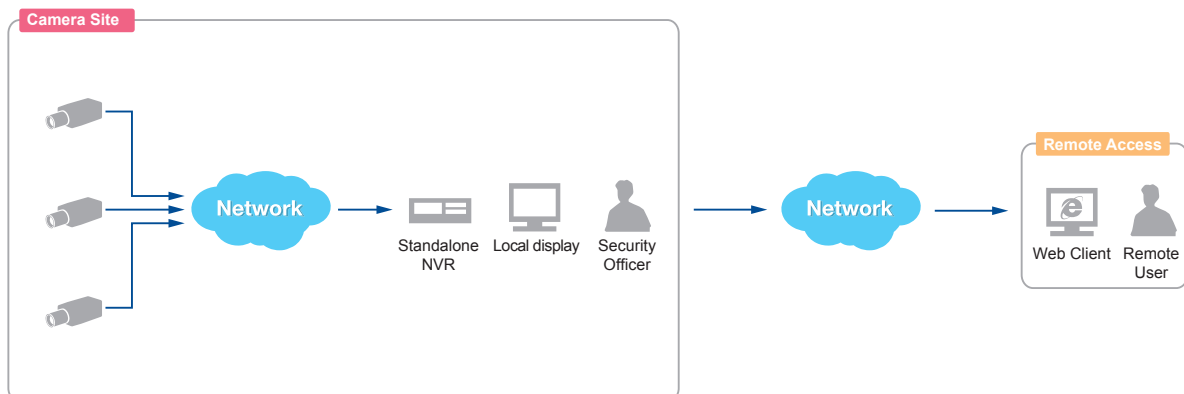 Camera Site
Network
Standalone
NVR
Local display
Security
Officer
Network
Remote Access
Web Client
Remote
User